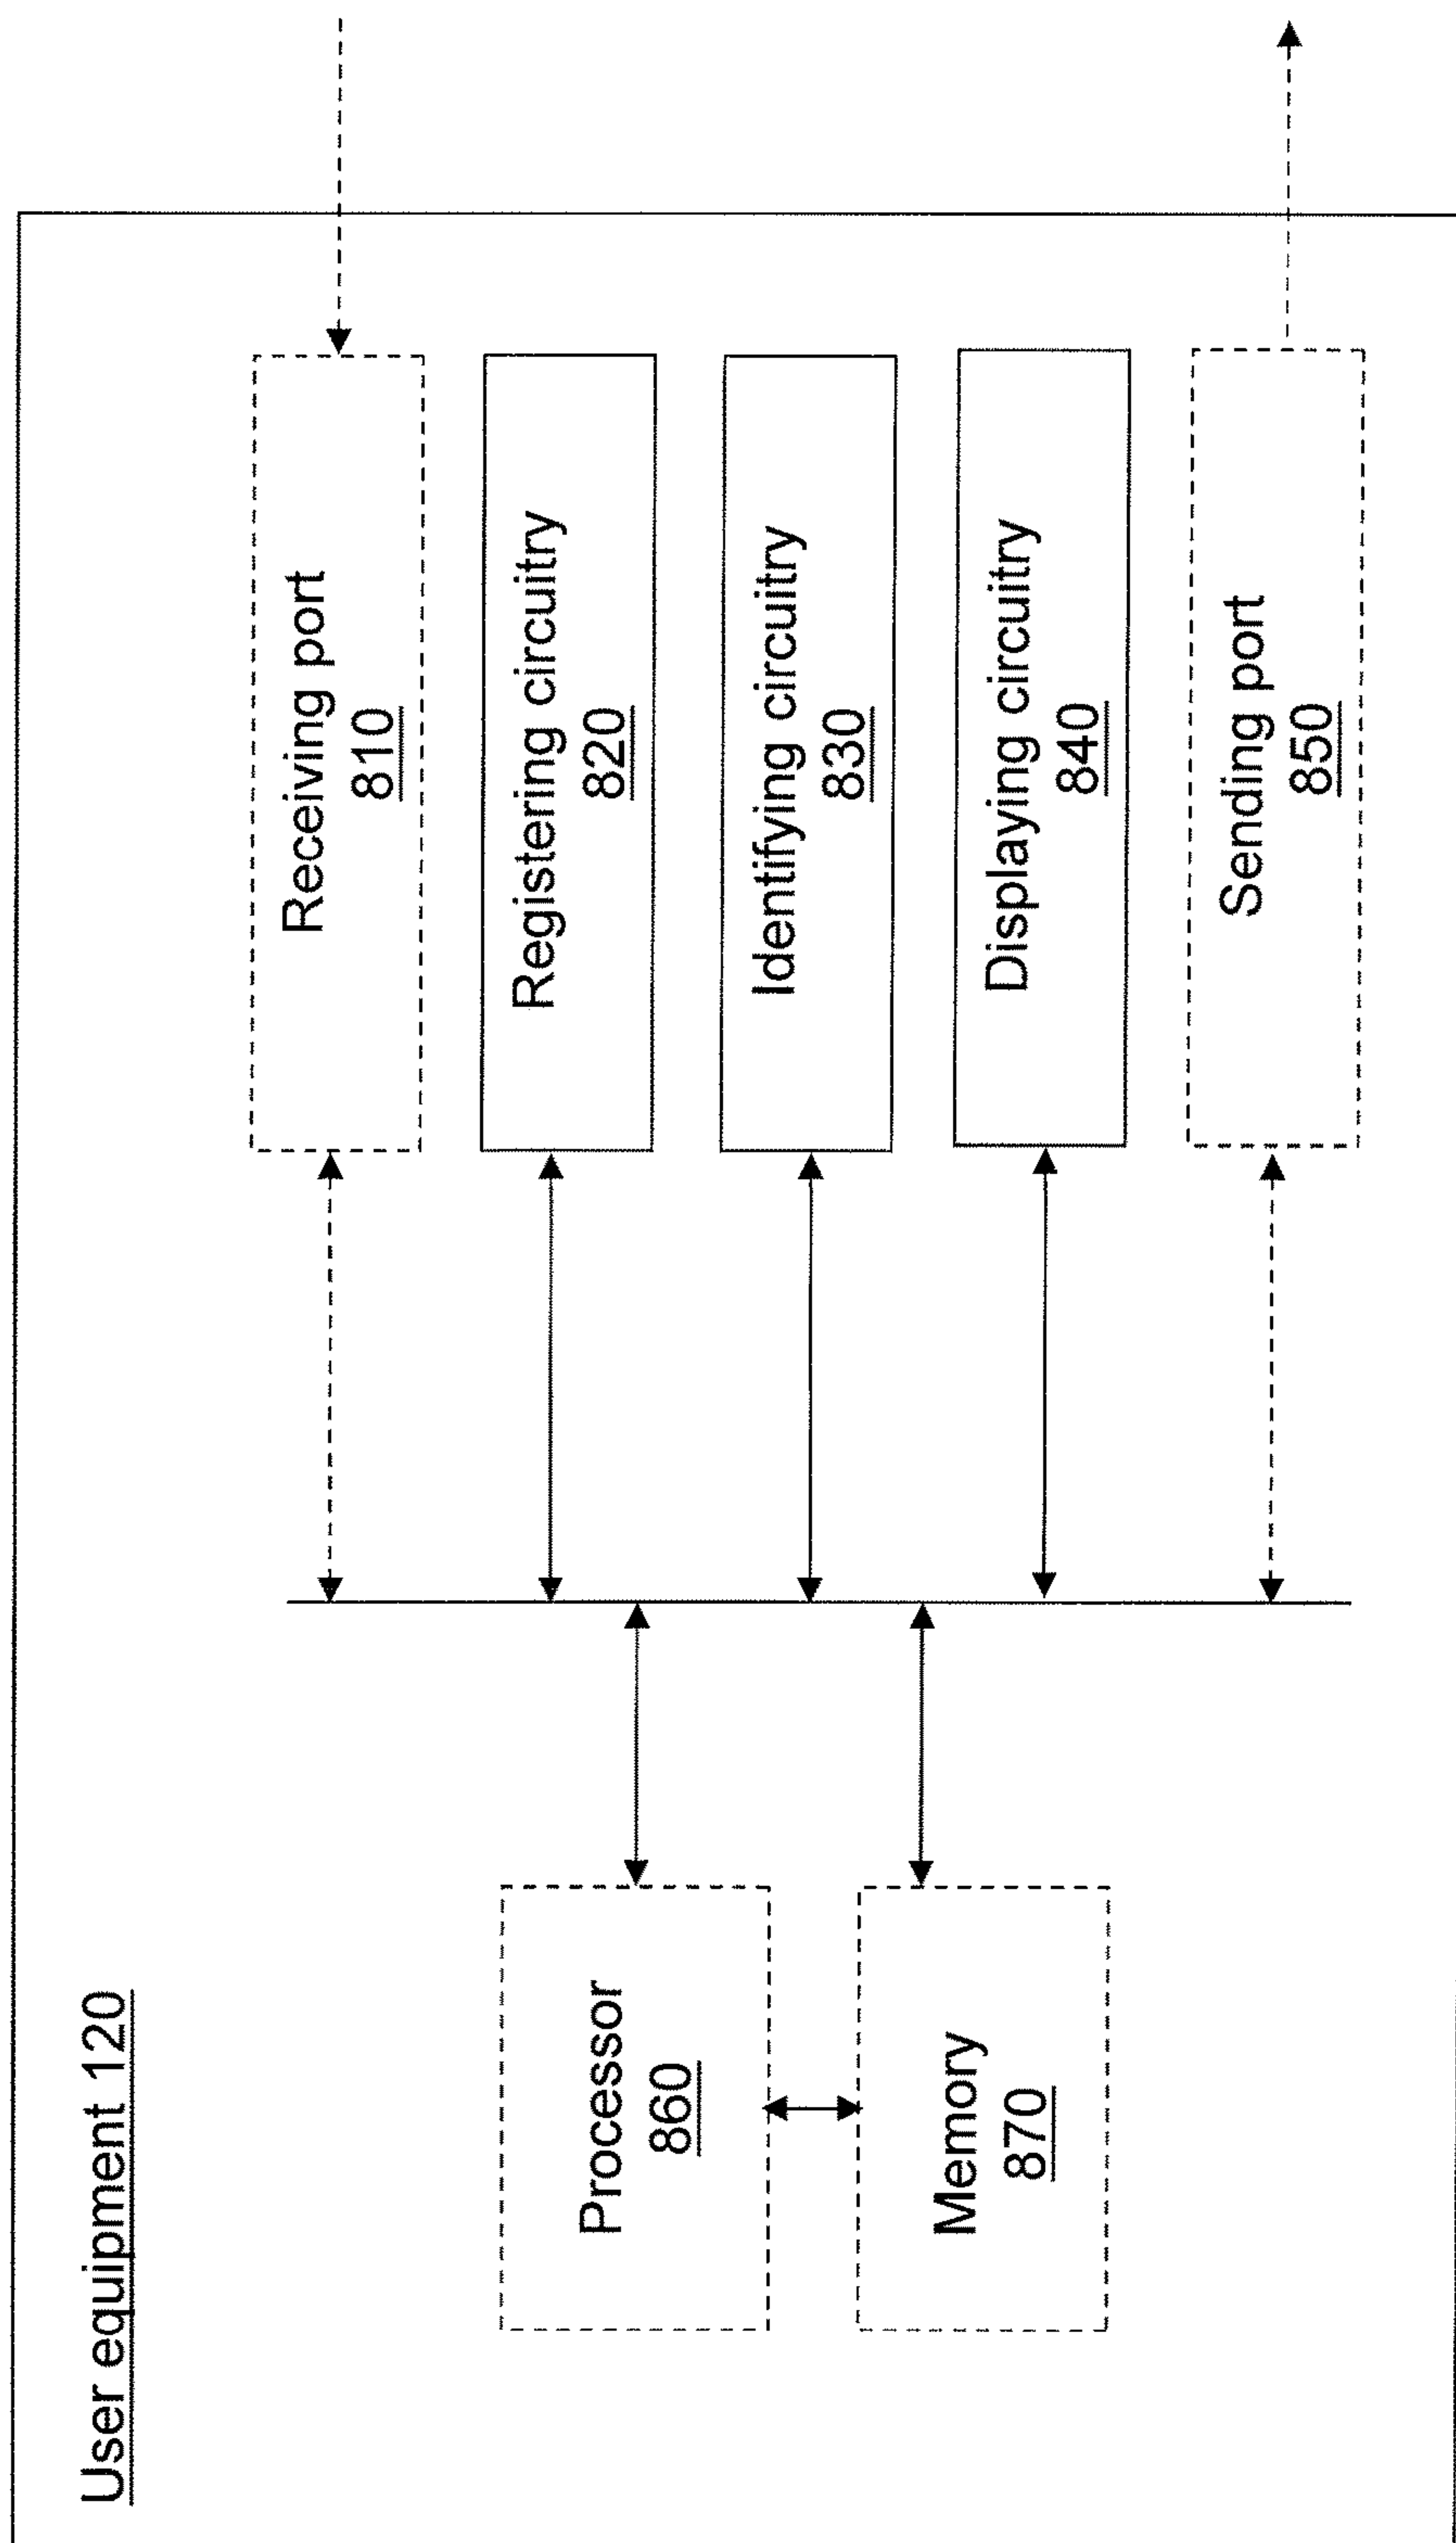 User equipment 120
Receiving port
810
Registering circuitry
820
Identifying circuitry
830
Displaying circuitry
840
Sending port
850
Processor
860
Memory
870